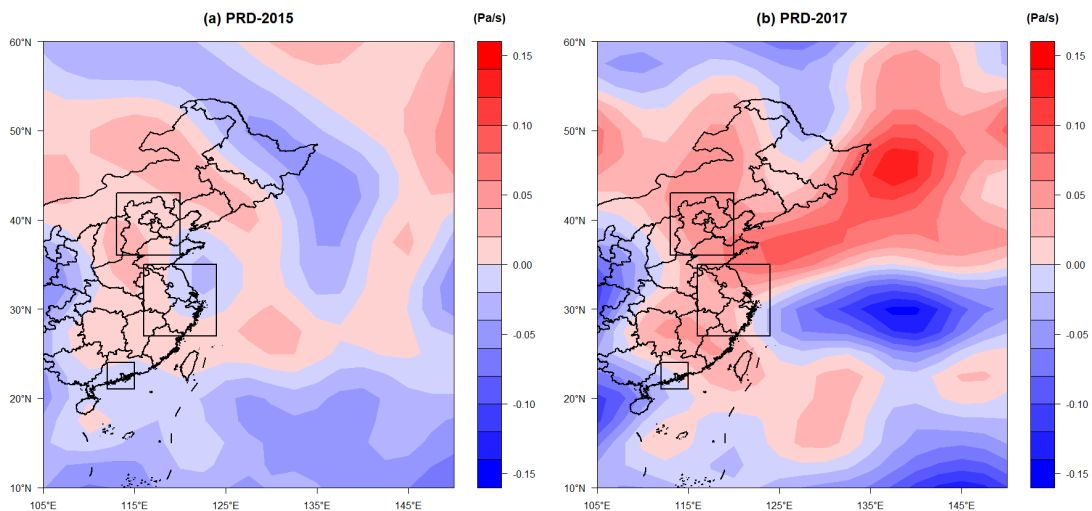 (a) PRD-2015
(Pa/s)
60°N
50°N
40°N
30°N
20°N
10°N
105°E
115°E
125°E
135°E
145°E
0.15
0.10
0.05
0.00
-0.05
-0.10
-0.15
(b) PRD-2017
(Pa/s)
60°N
50°N
40°N
30°N
20°N
10°N
105°E
115°E
125°E
135°E
145°E
0.15
0.10
0.05
0.00
-0.05
-0.10
-0.15